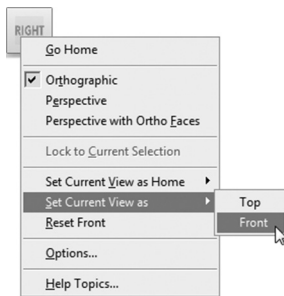 RIGHT
Go Home
Orthographic
Perspective
Perspective with Ortho Faces
Lock to Current Selection
Set Current View as Home
Set Current View as
Top
Front
Reset Front
Options...
Help Topics...